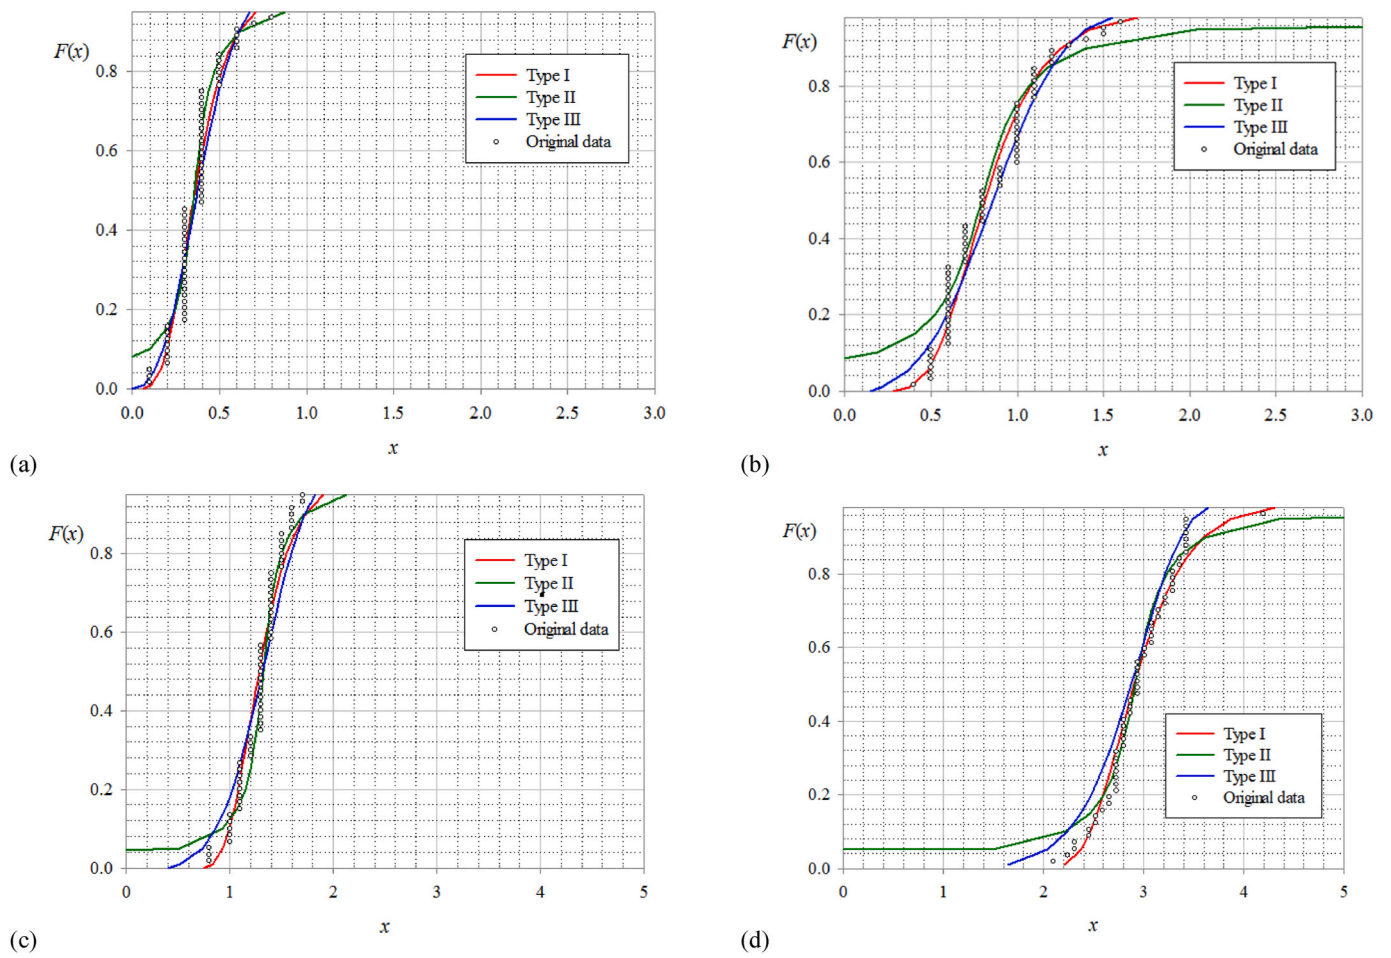 F(x)
0.8
0.6
0.4
0.2
0.0
0.0 0.5 1.0 1.5 2.0 2.5 3.0
x
Type I
Type II
Type III
Original data
(a)
F(x)
0.8
0.6
0.4
0.2
0.0
0.0 0.5 1.0 1.5 2.0 2.5 3.0
x
Type I
Type II
Type III
Original data
(b)
F(x)
0.8
0.6
0.4
0.2
0.0
0 1 2 3 4 5
x
Type I
Type II
Type III
Original data
(c)
F(x)
0.8
0.6
0.4
0.2
0.0
0 1 2 3 4 5
x
Type I
Type II
Type III
Original data
(d)